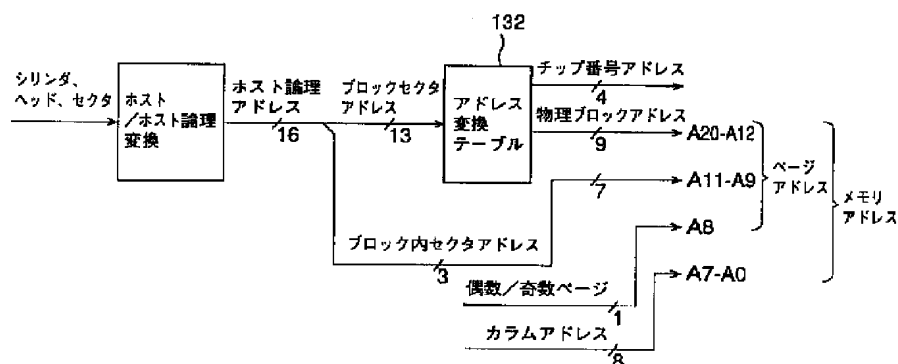 132
シリンダ、
ヘッド、セクタ
ホスト
／ホスト論理
変換
ホスト論理
アドレス
16
ブロックセクタ
アドレス
13
アドレス
変換
テーブル
チップ番号アドレス
4
物理ブロックアドレス
9
A20-A12
7
A11-A9
ページ
アドレス
メモリ
アドレス
A8
ブロック内セクタアドレス
3
A7-A0
偶数／奇数ページ
1
カラムアドレス
8